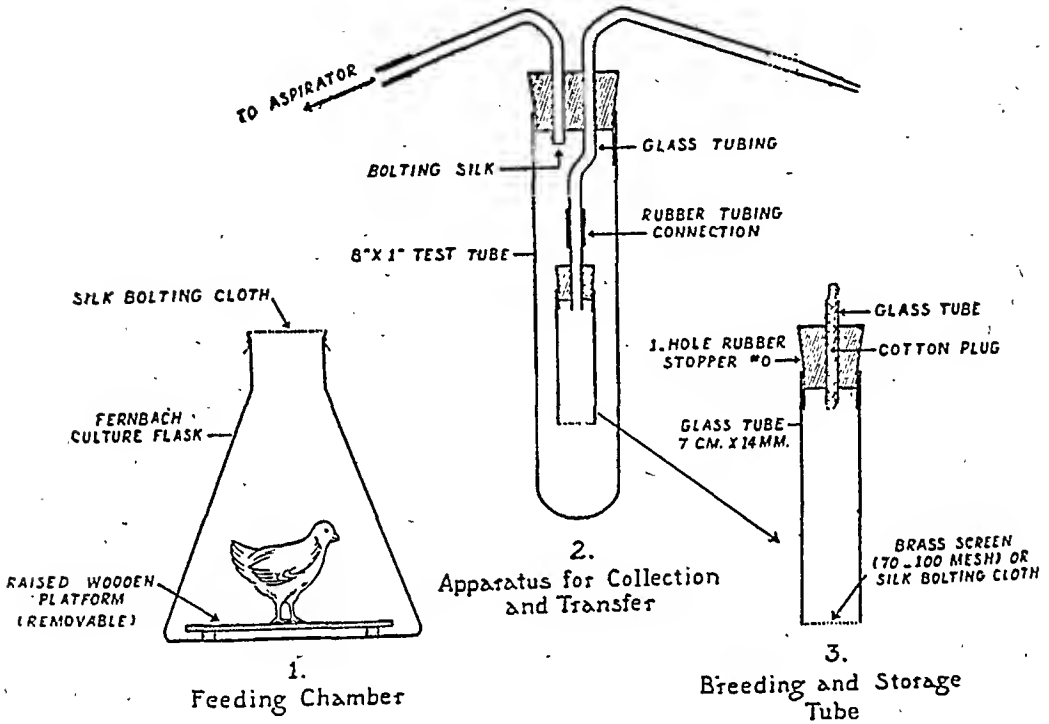 TO ASPIRATOR
BOLTING SILK
GLASS TUBING
RUBBER TUBING
CONNECTION
8"X 1" TEST TUBE
SILK BOLTING CLOTH
FERNBACH
CULTURE FLASK
RAISED WOODEN
PLATFORM
(REMOVABLE)
1.
Feeding Chamber
2.
Apparatus for Collection
and Transfer
GLASS TUBE
1. HOLE RUBBER
STOPPER #0
COTTON PLUG
GLASS TUBE
7 CM. X 14 MM.
BRASS SCREEN
(70-100 MESH) OR
SILK BOLTING CLOTH
3.
Breeding and Storage
Tube